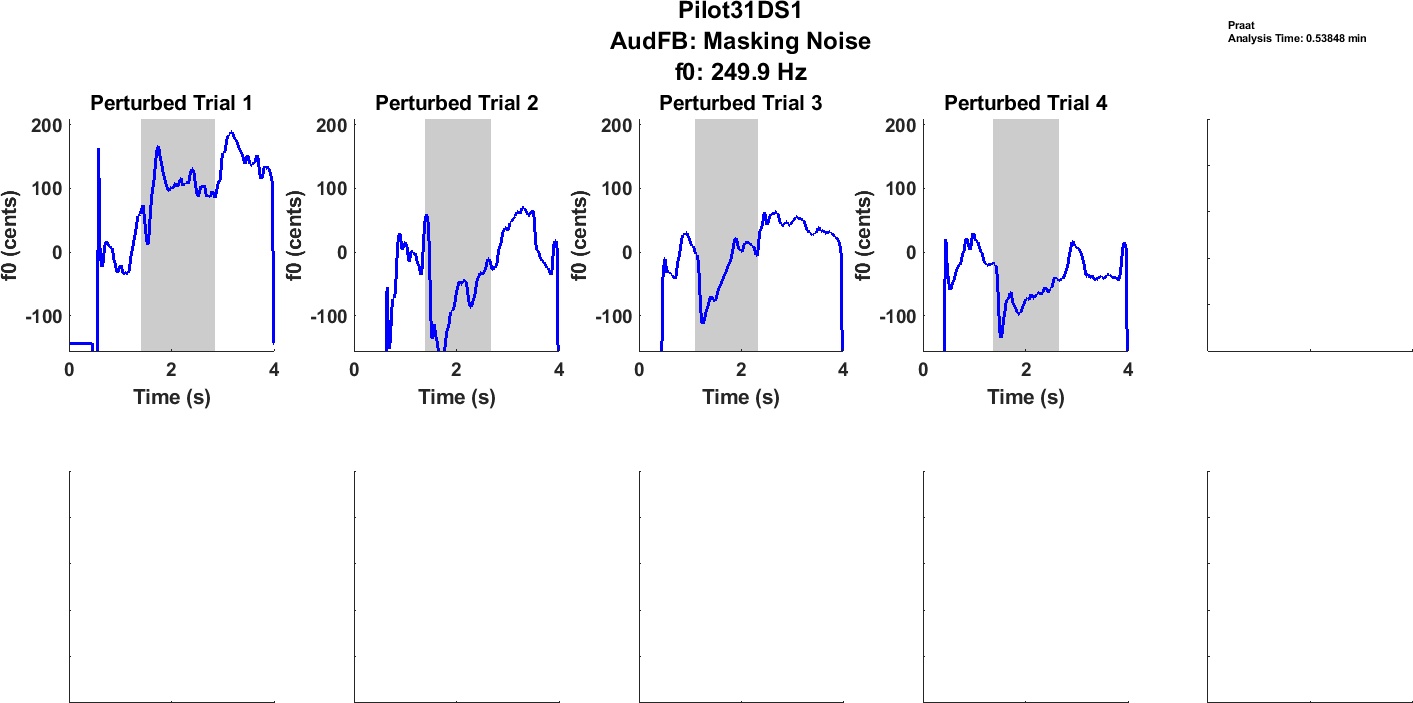 Pilot31DS1
AudFB: Masking Noise
f0: 249.9 Hz
Praat
Analysis Time: 0.53848 min
Perturbed Trial 1
200
100
0
-100
f0 (cents)
0 2 4
Time (s)
Perturbed Trial 2
200
100
0
-100
f0 (cents)
0 2 4
Time (s)
Perturbed Trial 3
200
100
0
-100
f0 (cents)
0 2 4
Time (s)
Perturbed Trial 4
200
100
0
-100
f0 (cents)
0 2 4
Time (s)